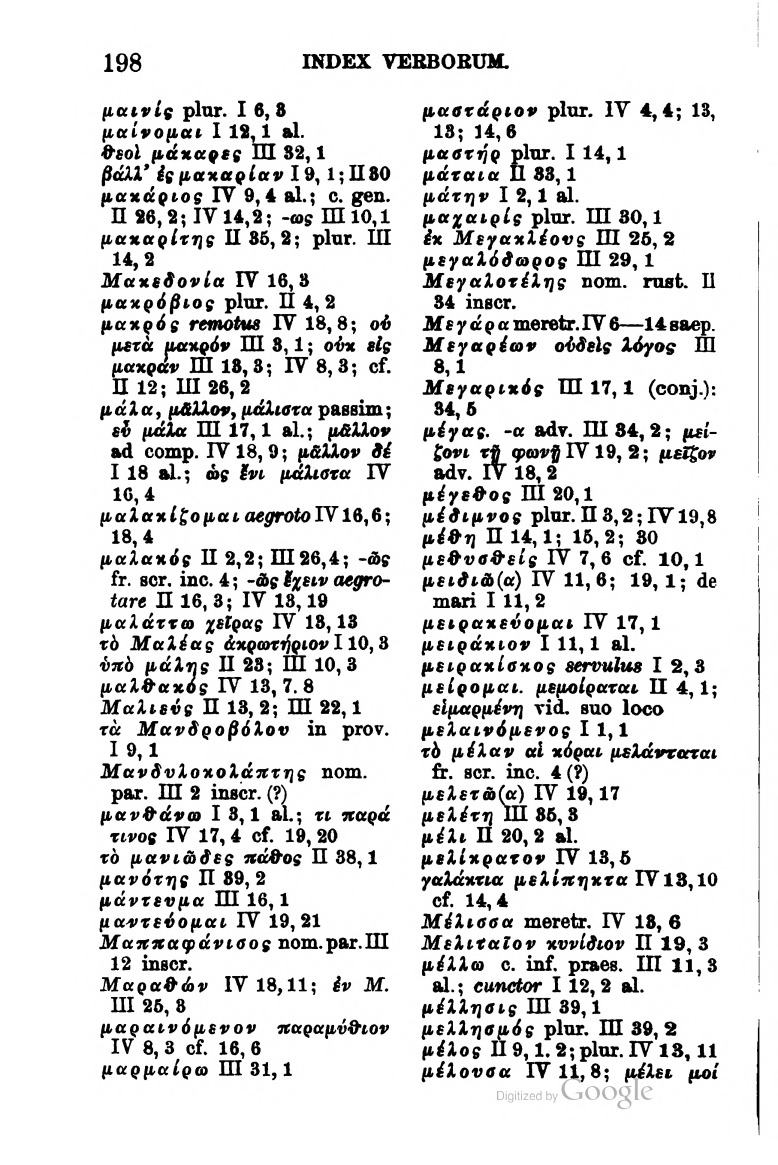 198 INDEX VERBORUM.
μαινίς plur. I 6, 3
μαίνομαι I 12, 1 al.
θεοὶ μάκαρες III 32, 1
βάλλ’ ἐς μακαρίαν I 9, 1; II 30
μακάριος IV 9, 4 al.; c. gen.
II 26, 2; IV 14, 2; -ως III 10, 1
μακαρίτης II 35, 2; plur. III
14, 2
Μακεδονία IV 16, 3
μακρόβιος plur. II 4, 2
μακρός remotus IV 18, 8; οὐ
μετὰ μακρόν III 3, 1; οὐκ εἰς
μακράν III 13, 3; IV 8, 3; cf.
II 12; III 26, 2
μάλα, μᾶλλον, μάλιστα passim;
εὖ μάλα III 17, 1 al.; μᾶλλον
ad comp. IV 18, 9; μᾶλλον δέ
I 18 al.; ὡς ἔνι μάλιστα IV
16, 4
μαλακίζομαι aegroto IV 16, 6;
18, 4
μαλακός II 2, 2; III 26, 4; -ῶς
fr. scr. inc. 4; -ῶς ἔχειν aegro-
tare II 16, 3; IV 13, 19
μαλάττω χεῖρας IV 13, 13
τὸ Μαλέας ἀκρωτήριον I 10, 3
ὑπὸ μάλης II 23; III 10, 3
μαλθακός IV 13, 7. 8
Μαλιεύς II 13, 2; III 22, 1
τὰ Μανδροβόλου in prov.
I 9, 1
Μανδυλοκολάπτης nom.
par. III 2 inscr. (?)
μανθάνω I 3, 1 al.; τι παρά
τινος IV 17, 4 cf. 19, 20
τὸ μανιῶδες πάθος II 38, 1
μανότης II 39, 2
μάντευμα III 16, 1
μαντεύομαι IV 19, 21
Μαππαφάνισος nom. par. III
12 inscr.
Μαραθών IV 18, 11; ἐν Μ.
III 25, 3
μαραινόμενον παραμύθιον
IV 8, 3 cf. 16, 6
μαρμαίρω III 31, 1
μαστάριον plur. IV 4, 4; 13,
13; 14, 6
μαστήρ plur. I 14, 1
μάταια II 33, 1
μάτην I 2, 1 al.
μαχαιρίς plur. III 30, 1
ἐκ Μεγακλέους III 25, 2
μεγαλόδωρος III 29, 1
Μεγαλοτέλης nom. rust. II
34 inscr.
Μεγάρα meretr. IV 6—14 saep.
Μεγαρέων οὐδεὶς λόγος III
8, 1
Μεγαρικός III 17, 1 (conj.):
34, 5
μέγας. -α adv. III 34, 2; μεί-
ζονι τῇ φωνῇ IV 19, 2; μεῖζον
adv. IV 18, 2
μέγεθος III 20, 1
μέδιμνος plur. II 3, 2; IV 19, 8
μέθη II 14, 1; 15, 2; 30
μεθυσθείς IV 7, 6 cf. 10, 1
μειδιῶ(α) IV 11, 6; 19, 1; de
mari I 11, 2
μειρακεύομαι IV 17, 1
μειράκιον I 11, 1 al.
μειρακίσκος servulus I 2, 3
μείρομαι. μεμοίραται II 4, 1;
εἱμαρμένη vid. suo loco
μελαινόμενος I 1, 1
τὸ μέλαν αἱ κόραι μελάνταται
fr. scr. inc. 4 (?)
μελετῶ(α) IV 19, 17
μελέτη III 35, 3
μέλι II 20, 2 al.
μελίκρατον IV 13, 5
γαλάκτια μελίπηκτα IV 13, 10
cf. 14, 4
Μέλισσα meretr. IV 13, 6
Μελιταῖον κυνίδιον II 19, 3
μέλλω c. inf. praes. III 11, 3
al.; cunctor I 12, 2 al.
μέλλησις III 39, 1
μελλησμός plur. III 39, 2
μέλος II 9, 1. 2; plur. IV 13, 11
μέλουσα IV 11, 8; μέλει μοί
Digitized by Google